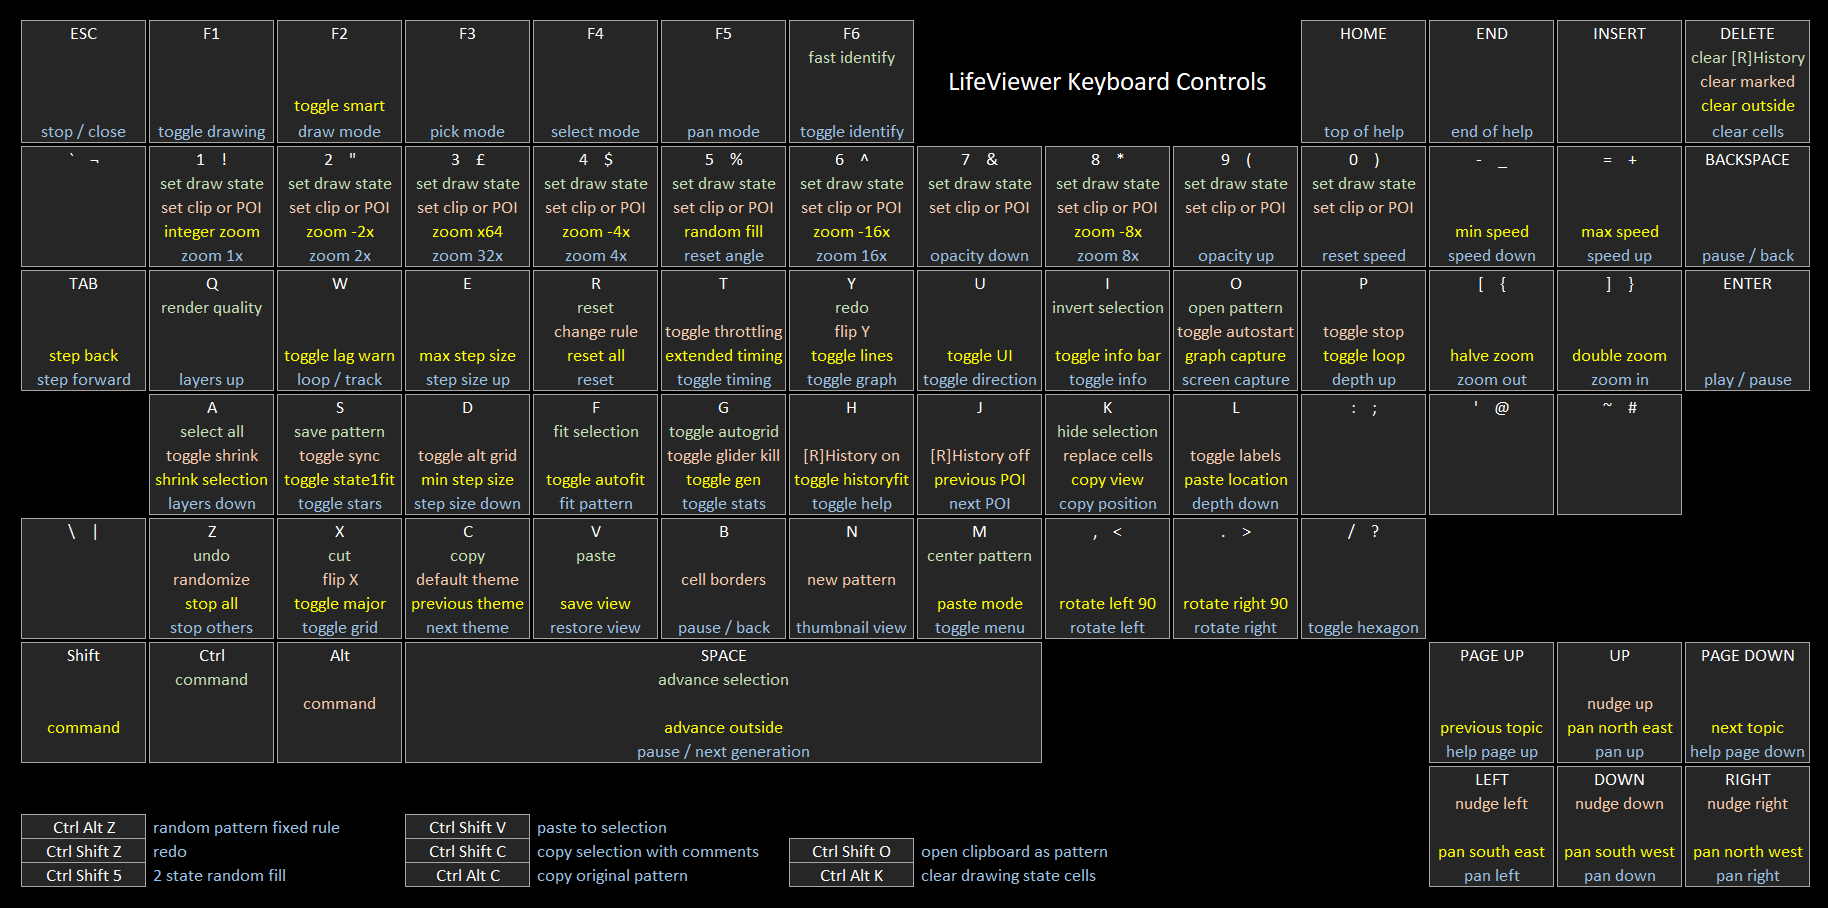 LifeViewer Keyboard Controls
ESC
stop / close
F1
toggle drawing
F2
toggle smart
draw mode
F3
pick mode
F4
select mode
F5
pan mode
F6
fast identify
toggle identify
HOME
top of help
END
end of help
INSERT
DELETE
clear [R]History
clear marked
clear outside
clear cells
` ¬
1 !
set draw state
set clip or POI
integer zoom
zoom 1x
2 "
set draw state
set clip or POI
zoom -2x
zoom 2x
3 £
set draw state
set clip or POI
zoom x64
zoom 32x
4 $
set draw state
set clip or POI
zoom -4x
zoom 4x
5 %
set draw state
set clip or POI
random fill
reset angle
6 ^
set draw state
set clip or POI
zoom -16x
zoom 16x
7 &
set draw state
set clip or POI
opacity down
8 *
set draw state
set clip or POI
zoom -8x
zoom 8x
9 (
set draw state
set clip or POI
opacity up
0 )
set draw state
set clip or POI
reset speed
- _
min speed
speed down
= +
max speed
speed up
BACKSPACE
pause / back
TAB
step back
step forward
Q
render quality
layers up
W
toggle lag warn
loop / track
E
max step size
step size up
R
reset
change rule
reset all
reset
T
toggle throttling
extended timing
toggle timing
Y
redo
flip Y
toggle lines
toggle graph
U
toggle UI
toggle direction
I
invert selection
toggle info bar
toggle info
O
open pattern
toggle autostart
graph capture
screen capture
P
toggle stop
toggle loop
depth up
[ {
halve zoom
zoom out
] }
double zoom
zoom in
ENTER
play / pause
A
select all
toggle shrink
shrink selection
layers down
S
save pattern
toggle sync
toggle state1fit
toggle stars
D
toggle alt grid
min step size
step size down
F
fit selection
toggle autofit
fit pattern
G
toggle autogrid
toggle glider kill
toggle gen
toggle stats
H
[R]History on
toggle historyfit
toggle help
J
[R]History off
previous POI
next POI
K
hide selection
replace cells
copy view
copy position
L
toggle labels
paste location
depth down
: ;
' @
~ #
\ |
Z
undo
randomize
stop all
stop others
X
cut
flip X
toggle major
toggle grid
C
copy
default theme
previous theme
next theme
V
paste
save view
restore view
B
cell borders
pause / back
N
new pattern
thumbnail view
M
center pattern
paste mode
toggle menu
, <
rotate left 90
rotate left
. >
rotate right 90
rotate right
/ ?
toggle hexagon
Shift
command
Ctrl
command
Alt
command
SPACE
advance selection
advance outside
pause / next generation
PAGE UP
previous topic
help page up
UP
nudge up
pan north east
pan up
PAGE DOWN
next topic
help page down
LEFT
nudge left
pan south east
pan left
DOWN
nudge down
pan south west
pan down
RIGHT
nudge right
pan north west
pan right
Ctrl Alt Z random pattern fixed rule
Ctrl Shift Z redo
Ctrl Shift 5 2 state random fill
Ctrl Shift V paste to selection
Ctrl Shift C copy selection with comments
Ctrl Alt C copy original pattern
Ctrl Shift O open clipboard as pattern
Ctrl Alt K clear drawing state cells